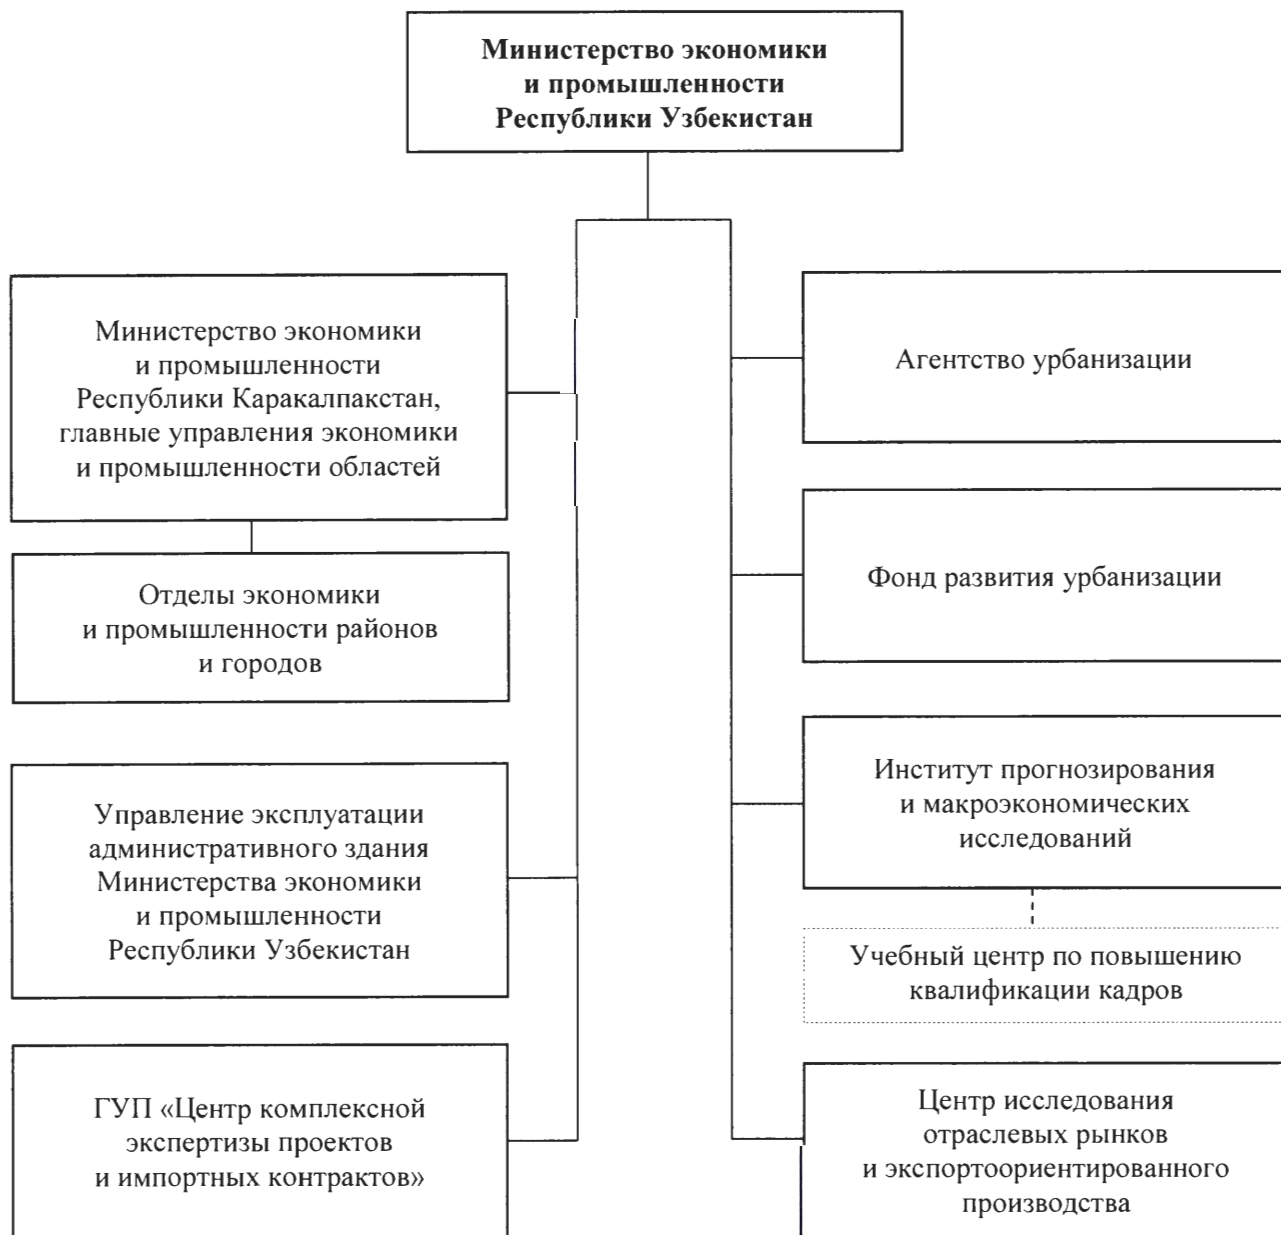 Министерство экономики
и промышленности
Республики Узбекистан
Министерство экономики
и промышленности
Республики Каракалпакстан,
главные управления экономики
и промышленности областей
Отделы экономики
и промышленности районов
и городов
Управление эксплуатации
административного здания
Министерства экономики
и промышленности
Республики Узбекистан
ГУП «Центр комплексной
экспертизы проектов
и импортных контрактов»
Агентство урбанизации
Фонд развития урбанизации
Институт прогнозирования
и макроэкономических
исследований
Учебный центр по повышению
квалификации кадров
Центр исследования
отраслевых рынков
и экспортоориентированного
производства